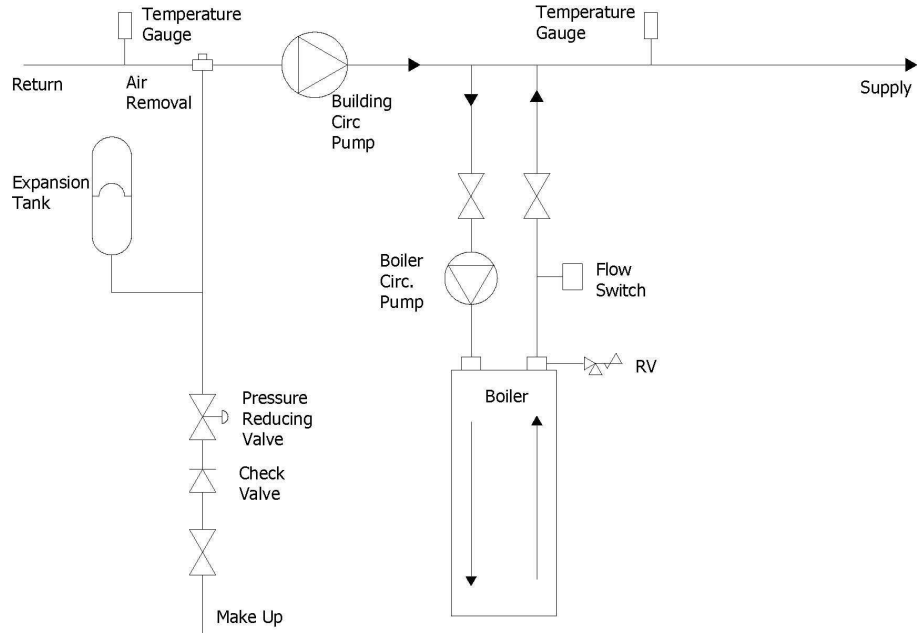 Temperature
Gauge
Temperature
Gauge
Return
Air
Removal
Building
Circ
Pump
Supply
Expansion
Tank
Boiler
Circ.
Pump
Flow
Switch
RV
Boiler
Pressure
Reducing
Valve
Check
Valve
Make Up